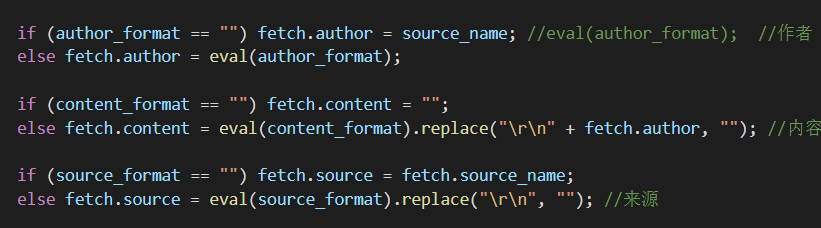 if (author_format == "") fetch.author = source_name; //eval(author_format);  //作者
else fetch.author = eval(author_format);
if (content_format == "") fetch.content = "";
else fetch.content = eval(content_format).replace("\r\n" + fetch.author, ""); //内容
if (source_format == "") fetch.source = fetch.source_name;
else fetch.source = eval(source_format).replace("\r\n", ""); //来源